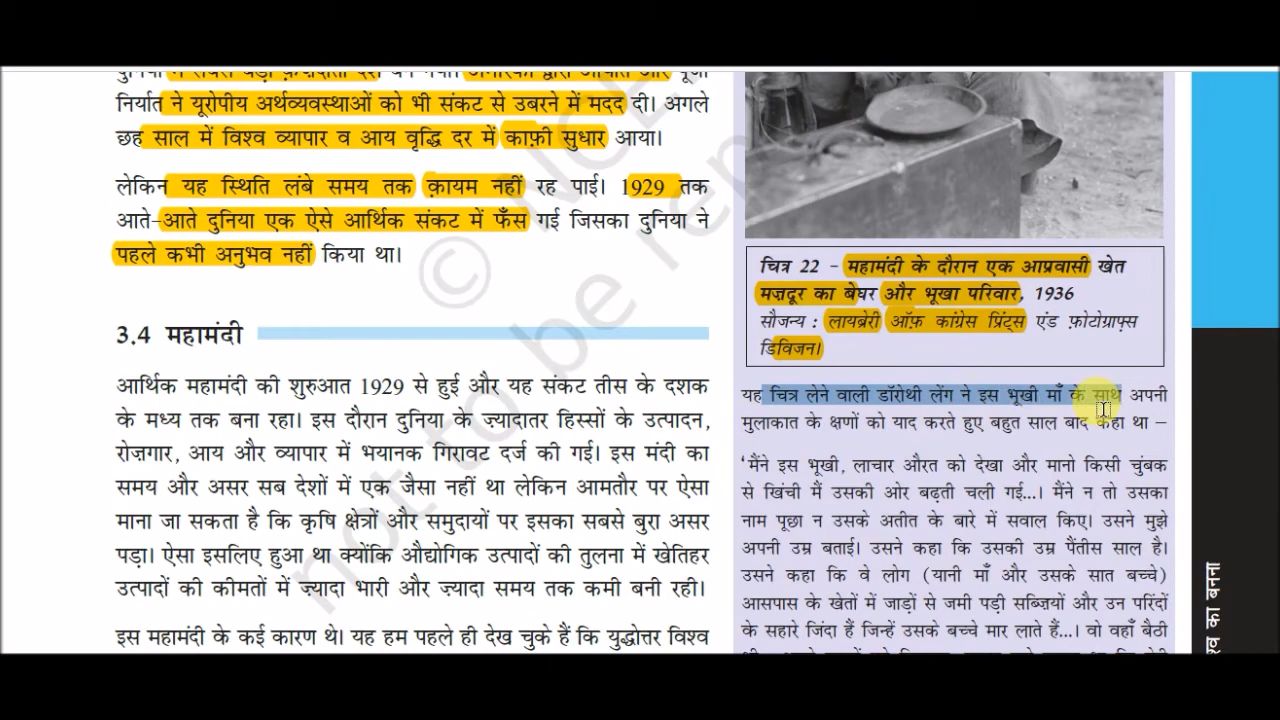 निर्यात ने यूरोपीय अर्थव्यवस्थाओं को भी संकट से उबरने में मदद दी। अगले
छह साल में विश्व व्यापार व आय वृद्धि दर में काफ़ी सुधार आया।
लेकिन यह स्थिति लंबे समय तक क़ायम नहीं रह पाई। 1929 तक
आते-आते दुनिया एक ऐसे आर्थिक संकट में फँस गई जिसका दुनिया ने
पहले कभी अनुभव नहीं किया था।
3.4 महामंदी
आर्थिक महामंदी की शुरुआत 1929 से हुई और यह संकट तीस के दशक
के मध्य तक बना रहा। इस दौरान दुनिया के ज्यादातर हिस्सों के उत्पादन,
रोज़गार, आय और व्यापार में भयानक गिरावट दर्ज की गई। इस मंदी का
समय और असर सब देशों में एक जैसा नहीं था लेकिन आमतौर पर ऐसा
माना जा सकता है कि कृषि क्षेत्रों और समुदायों पर इसका सबसे बुरा असर
पड़ा। ऐसा इसलिए हुआ था क्योंकि औद्योगिक उत्पादों की तुलना में खेतिहर
उत्पादों की कीमतों में ज़्यादा भारी और ज़्यादा समय तक कमी बनी रही।
इस महामंदी के कई कारण थे। यह हम पहले ही देख चुके हैं कि युद्धोत्तर विश्व
चित्र 22 – महामंदी के दौरान एक आप्रवासी खेत
मज़दूर का बेघर और भूखा परिवार, 1936
सौजन्य : लायब्रेरी ऑफ़ कांग्रेस प्रिंट्स एंड फ़ोटोग्राफ़्स
डिविजन।
यह चित्र लेने वाली डॉरोथी लेंग ने इस भूखी माँ के साथ अपनी
मुलाकात के क्षणों को याद करते हुए बहुत साल बाद कहा था –
'मैंने इस भूखी, लाचार औरत को देखा और मानो किसी चुंबक
से खिंची मैं उसकी ओर बढ़ती चली गई...। मैंने न तो उसका
नाम पूछा न उसके अतीत के बारे में सवाल किए। उसने मुझे
अपनी उम्र बताई। उसने कहा कि उसकी उम्र पैंतीस साल है।
उसने कहा कि वे लोग (यानी माँ और उसके सात बच्चे)
आसपास के खेतों में जाड़ों से जमी पड़ी सब्ज़ियों और उन परिंदों
के सहारे जिंदा हैं जिन्हें उसके बच्चे मार लाते हैं...। वो वहाँ बैठी
का बनना
©
not to be rep